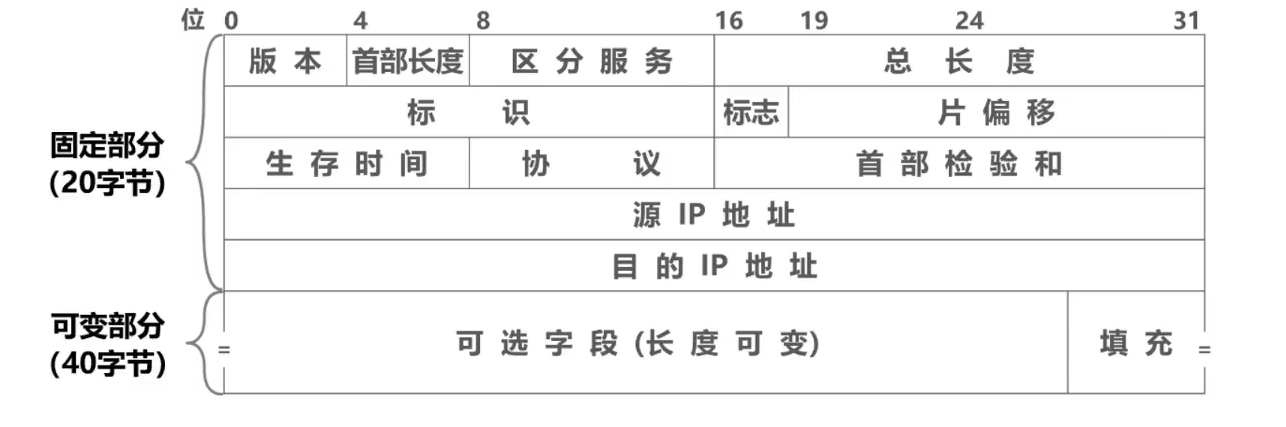 位 0 4 8 16 19 24 31
版本 首部长度 区分服务 总长度
标识 标志 片偏移
固定部分
(20字节)
生存时间 协议 首部检验和
源 IP 地址
目的 IP 地址
可变部分
(40字节)
可选字段 (长度可变) 填充